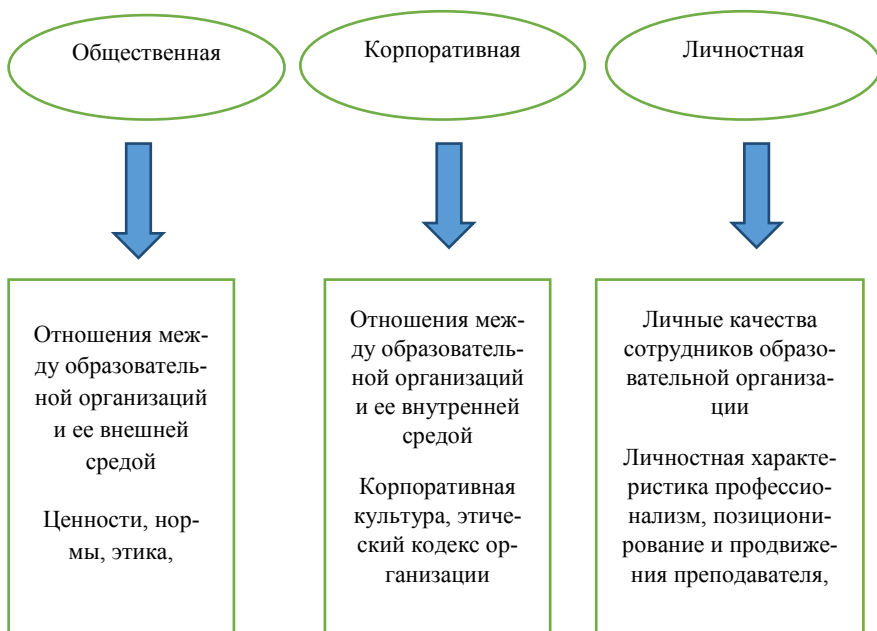 Общественная
Корпоративная
Личностная
Отношения меж-
ду образователь-
ной организаций
и ее внешней
средой
Ценности, нор-
мы, этика,
Отношения меж-
ду образователь-
ной организаций
и ее внутренней
средой
Корпоративная
культура, этиче-
ский кодекс ор-
ганизации
Личные качества
сотрудников образо-
вательной организа-
ции
Личностная характе-
ристика профессио-
нализм, позициони-
рование и продвиже-
ния преподавателя,